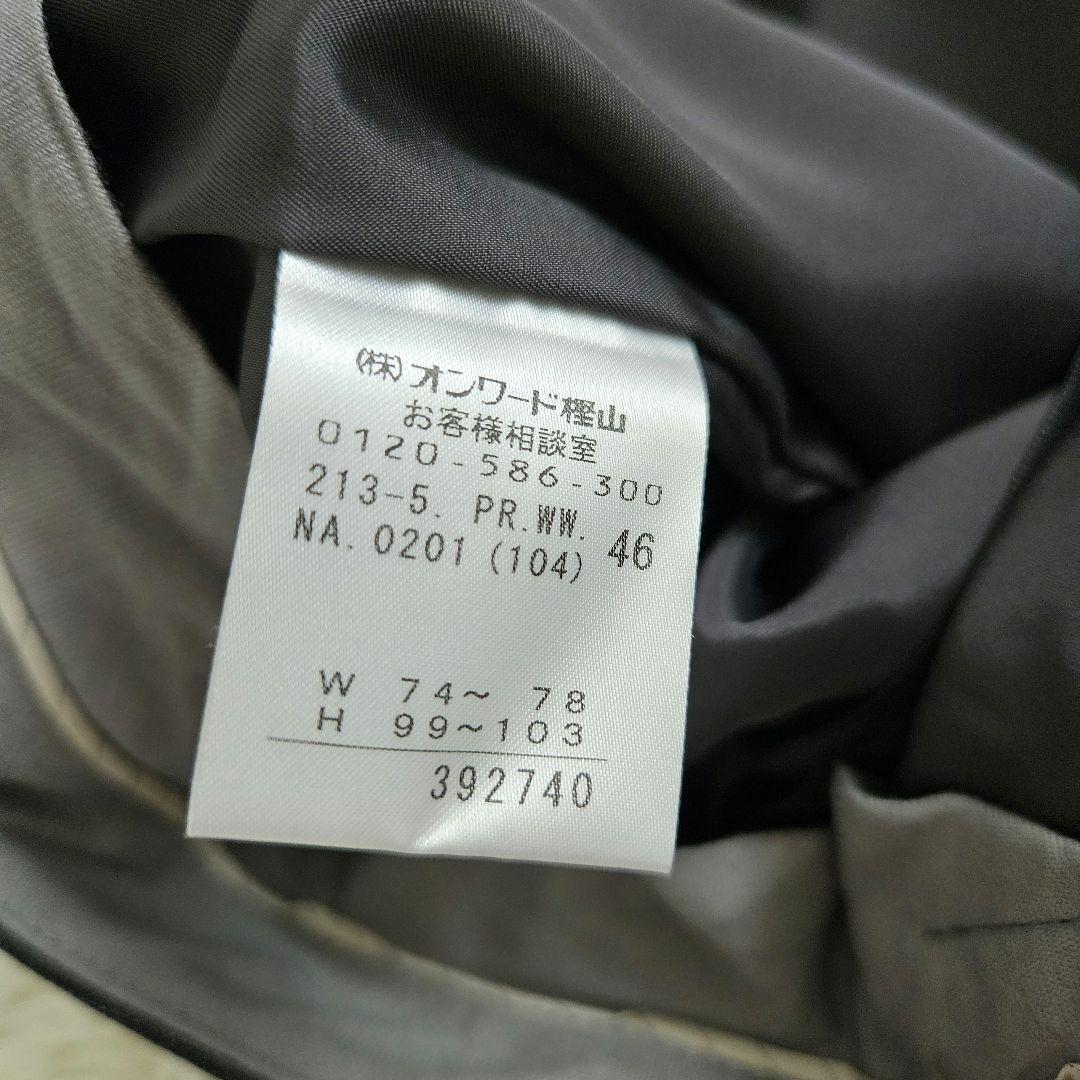 (株)オンワード樫山
お客様相談室
0120-586-300
213-5. PR.WW. 46
NA.0201(104)
W 74～ 78
H 99～103
392740